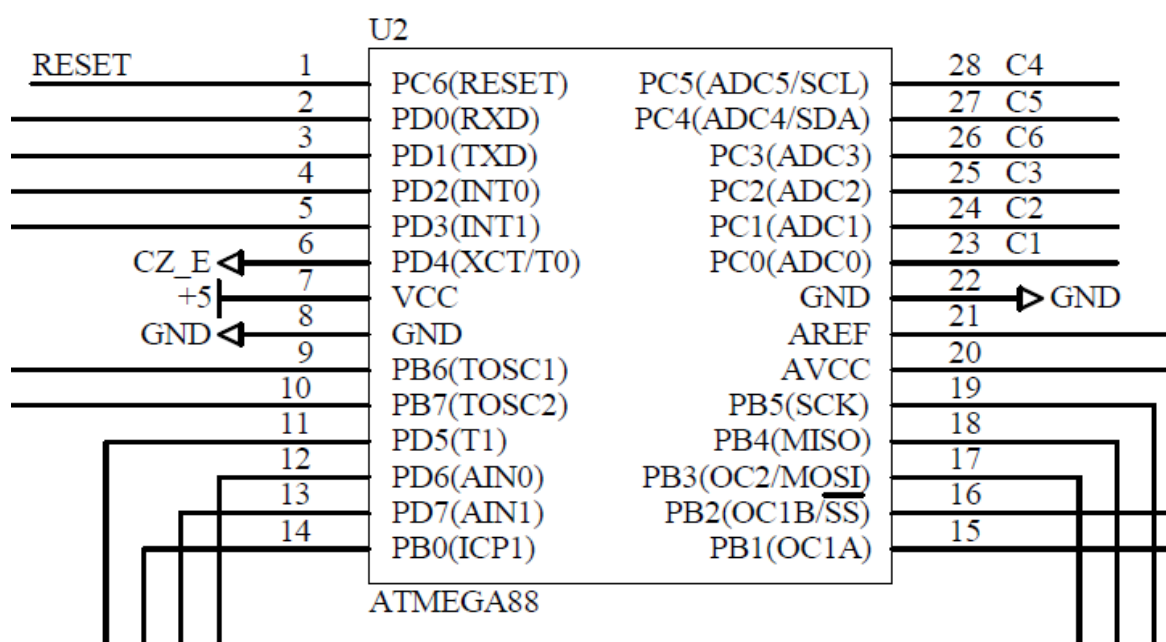 U2
RESET 1 PC6(RESET) PC5(ADC5/SCL) 28 C4
2 PD0(RXD) PC4(ADC4/SDA) 27 C5
3 PD1(TXD) PC3(ADC3) 26 C6
4 PD2(INT0) PC2(ADC2) 25 C3
5 PD3(INT1) PC1(ADC1) 24 C2
CZ_E 6 PD4(XCT/T0) PC0(ADC0) 23 C1
+5 7 VCC GND 22 GND
GND 8 GND AREF 21
9 PB6(TOSC1) AVCC 20
10 PB7(TOSC2) PB5(SCK) 19
11 PD5(T1) PB4(MISO) 18
12 PD6(AIN0) PB3(OC2/MOSI) 17
13 PD7(AIN1) PB2(OC1B/SS) 16
14 PB0(ICP1) PB1(OC1A) 15
ATMEGA88